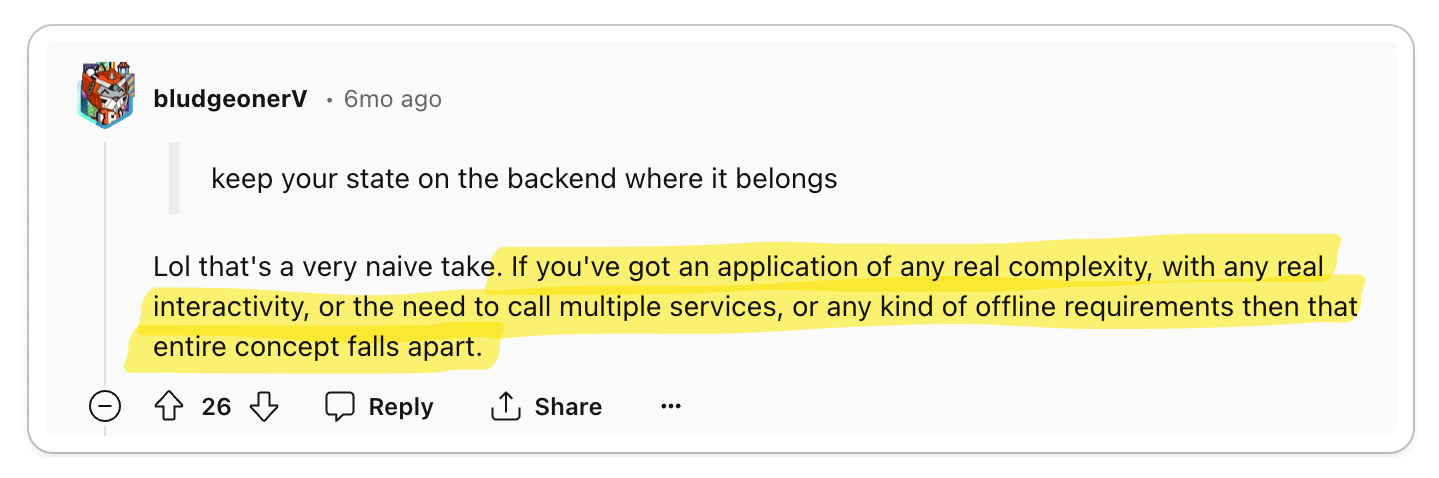 bludgeonerV • 6mo ago
keep your state on the backend where it belongs
Lol that's a very naive take. If you've got an application of any real complexity, with any real
interactivity, or the need to call multiple services, or any kind of offline requirements then that
entire concept falls apart.
26 Reply Share ···